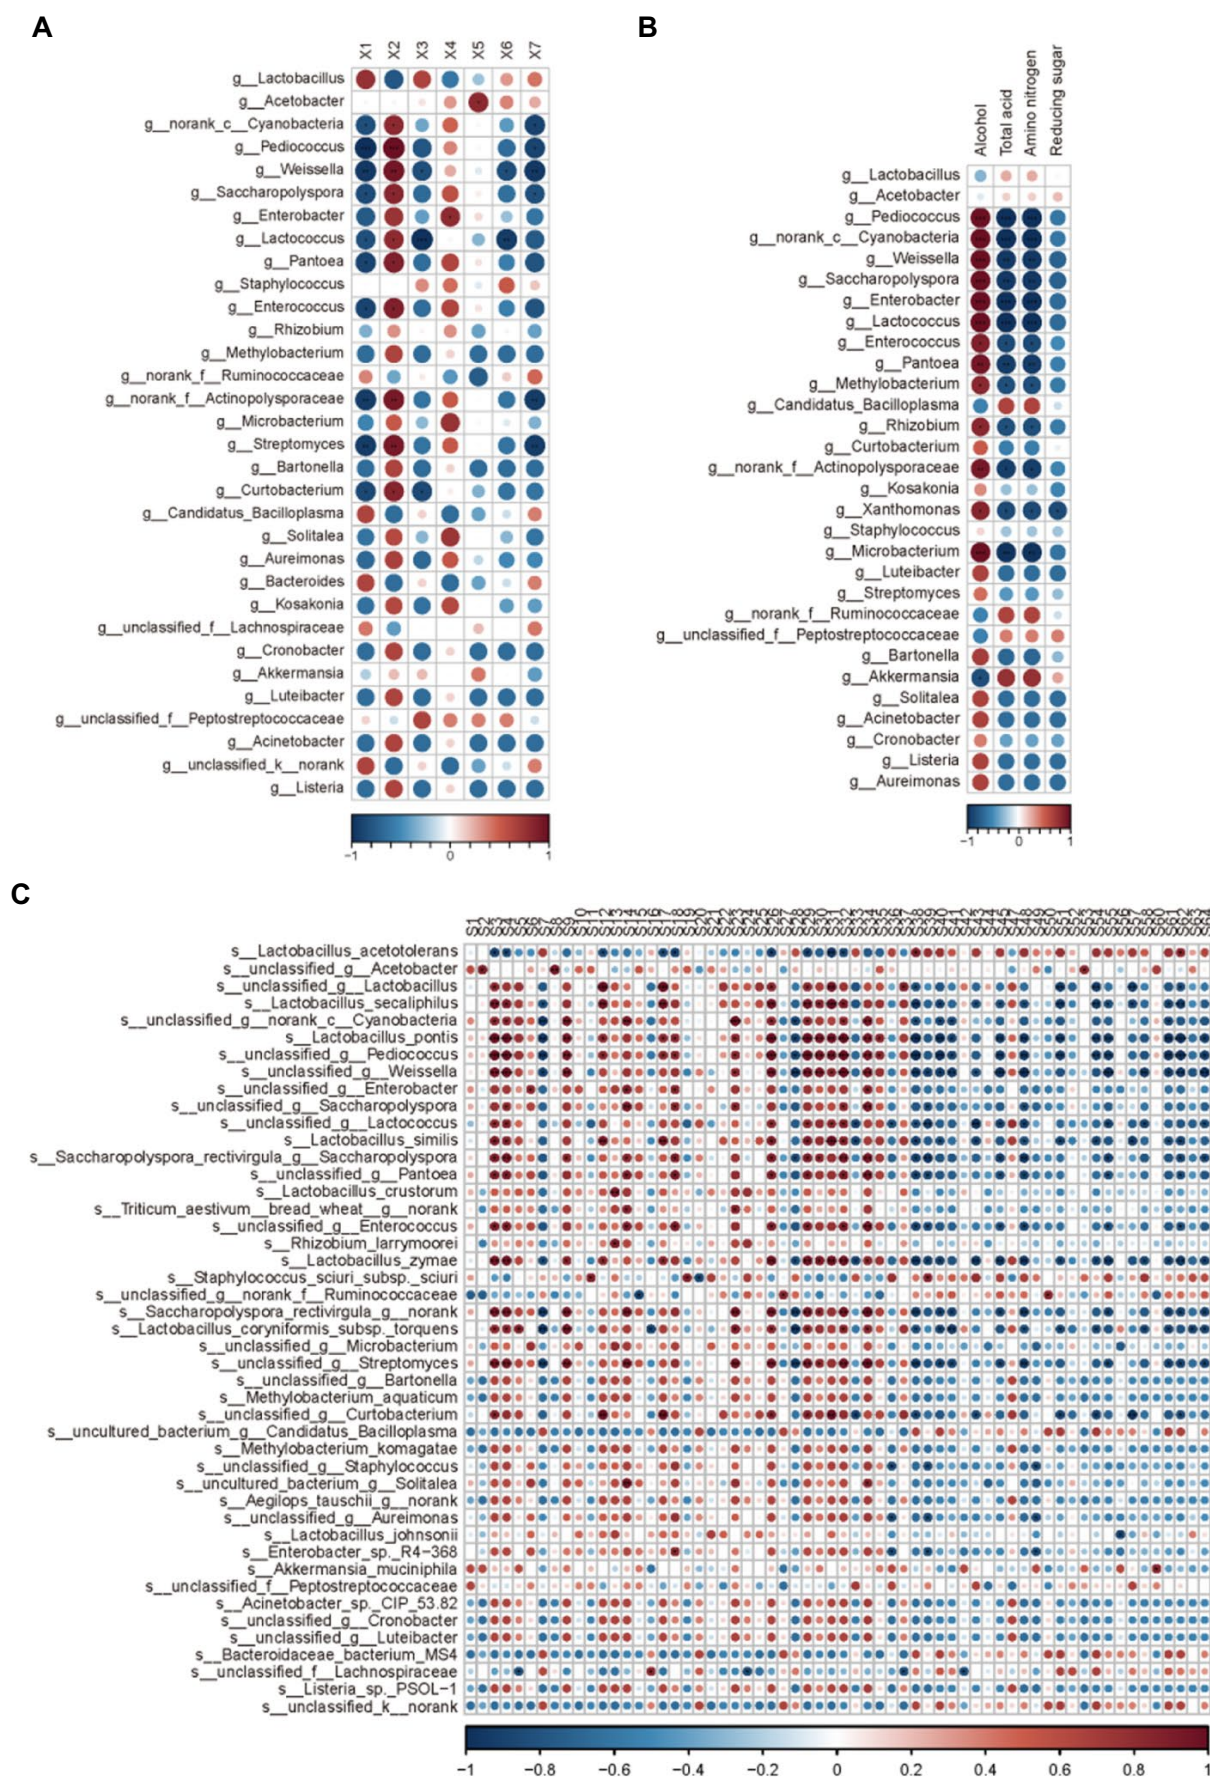 A
X1 X2 X3 X4 X5 X6 X7
g__Lactobacillus
g__Acetobacter
g__norank_c__Cyanobacteria
g__Pediococcus
g__Weissella
g__Saccharopolyspora
g__Enterobacter
g__Lactococcus
g__Pantoea
g__Staphylococcus
g__Enterococcus
g__Rhizobium
g__Methylobacterium
g__norank_f__Ruminococcaceae
g__norank_f__Actinopolysporaceae
g__Microbacterium
g__Streptomyces
g__Bartonella
g__Curtobacterium
g__Candidatus_Bacilloplasma
g__Solitalea
g__Aureimonas
g__Bacteroides
g__Kosakonia
g__unclassified_f__Lachnospiraceae
g__Cronobacter
g__Akkermansia
g__Luteibacter
g__unclassified_f__Peptostreptococcaceae
g__Acinetobacter
g__unclassified_k__norank
g__Listeria
−1 0 1
B
Alcohol
Total acid
Amino nitrogen
Reducing sugar
g__Lactobacillus
g__Acetobacter
g__Pediococcus
g__norank_c__Cyanobacteria
g__Weissella
g__Saccharopolyspora
g__Enterobacter
g__Lactococcus
g__Enterococcus
g__Pantoea
g__Methylobacterium
g__Candidatus_Bacilloplasma
g__Rhizobium
g__Curtobacterium
g__norank_f__Actinopolysporaceae
g__Kosakonia
g__Xanthomonas
g__Staphylococcus
g__Microbacterium
g__Luteibacter
g__Streptomyces
g__norank_f__Ruminococcaceae
g__unclassified_f__Peptostreptococcaceae
g__Bartonella
g__Akkermansia
g__Solitalea
g__Acinetobacter
g__Cronobacter
g__Listeria
g__Aureimonas
−1 0 1
C
s__Lactobacillus_acetotolerans
s__unclassified_g__Acetobacter
s__unclassified_g__Lactobacillus
s__Lactobacillus_secaliphilus
s__unclassified_g__norank_c__Cyanobacteria
s__Lactobacillus_pontis
s__unclassified_g__Pediococcus
s__unclassified_g__Weissella
s__unclassified_g__Enterobacter
s__unclassified_g__Saccharopolyspora
s__unclassified_g__Lactococcus
s__Lactobacillus_similis
s__Saccharopolyspora_rectivirgula_g__Saccharopolyspora
s__unclassified_g__Pantoea
s__Lactobacillus_crustorum
s__Triticum_aestivum__bread_wheat__g__norank
s__unclassified_g__Enterococcus
s__Rhizobium_larrymoorei
s__Lactobacillus_zymae
s__Staphylococcus_sciuri_subsp._sciuri
s__unclassified_g__norank_f__Ruminococcaceae
s__Saccharopolyspora_rectivirgula_g__norank
s__Lactobacillus_coryniformis_subsp._torquens
s__unclassified_g__Microbacterium
s__unclassified_g__Streptomyces
s__unclassified_g__Bartonella
s__Methylobacterium_aquaticum
s__unclassified_g__Curtobacterium
s__uncultured_bacterium_g__Candidatus_Bacilloplasma
s__Methylobacterium_komagatae
s__unclassified_g__Staphylococcus
s__uncultured_bacterium_g__Solitalea
s__Aegilops_tauschii_g__norank
s__unclassified_g__Aureimonas
s__Lactobacillus_johnsonii
s__Enterobacter_sp._R4−368
s__Akkermansia_muciniphila
s__unclassified_f__Peptostreptococcaceae
s__Acinetobacter_sp._CIP_53.82
s__unclassified_g__Cronobacter
s__unclassified_g__Luteibacter
s__Bacteroidaceae_bacterium_MS4
s__unclassified_f__Lachnospiraceae
s__Listeria_sp._PSOL−1
s__unclassified_k__norank
−1 −0.8 −0.6 −0.4 −0.2 0 0.2 0.4 0.6 0.8 1